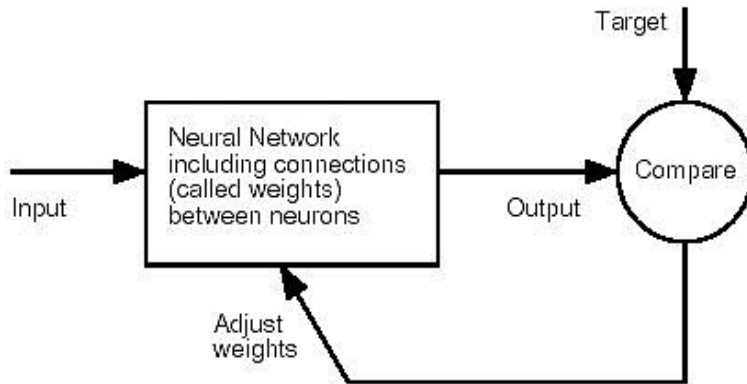 Target
Neural Network
including connections
(called weights)
between neurons
Compare
Input
Output
Adjust
weights